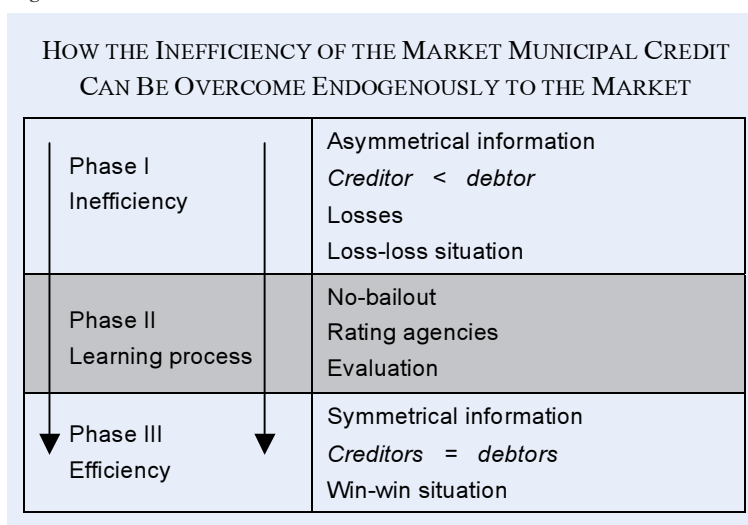 HOW THE INEFFICIENCY OF THE MARKET MUNICIPAL CREDIT
CAN BE OVERCOME ENDOGENOUSLY TO THE MARKET
Phase I
Inefficiency
Asymmetrical information
Creditor < debtor
Losses
Loss-loss situation
Phase II
Learning process
No-bailout
Rating agencies
Evaluation
Phase III
Efficiency
Symmetrical information
Creditors = debtors
Win-win situation